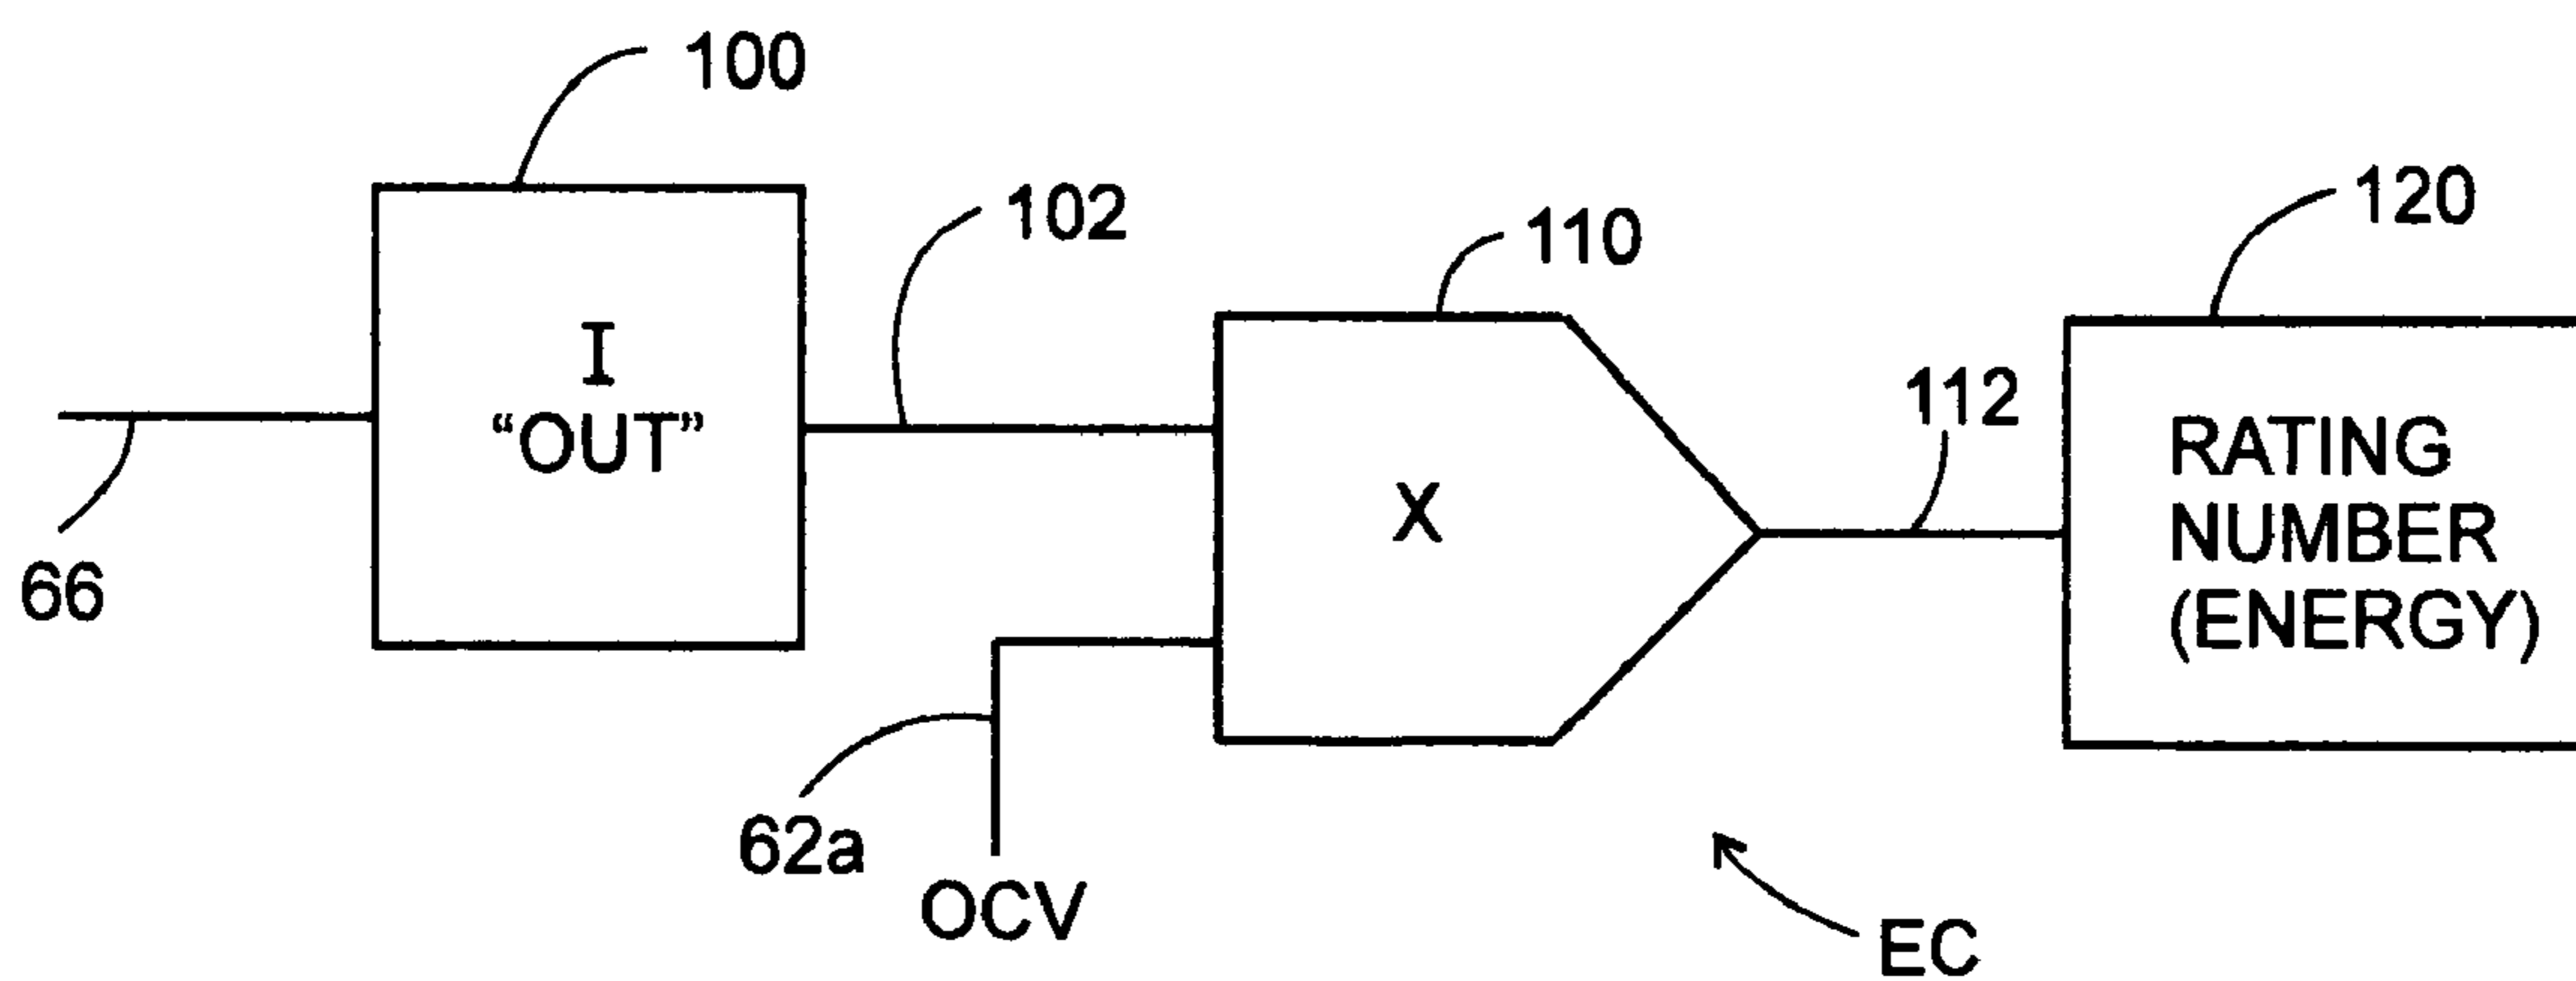 100
102
110
120
I
"OUT"
112
RATING
NUMBER
(ENERGY)
X
66
62a
OCV
EC